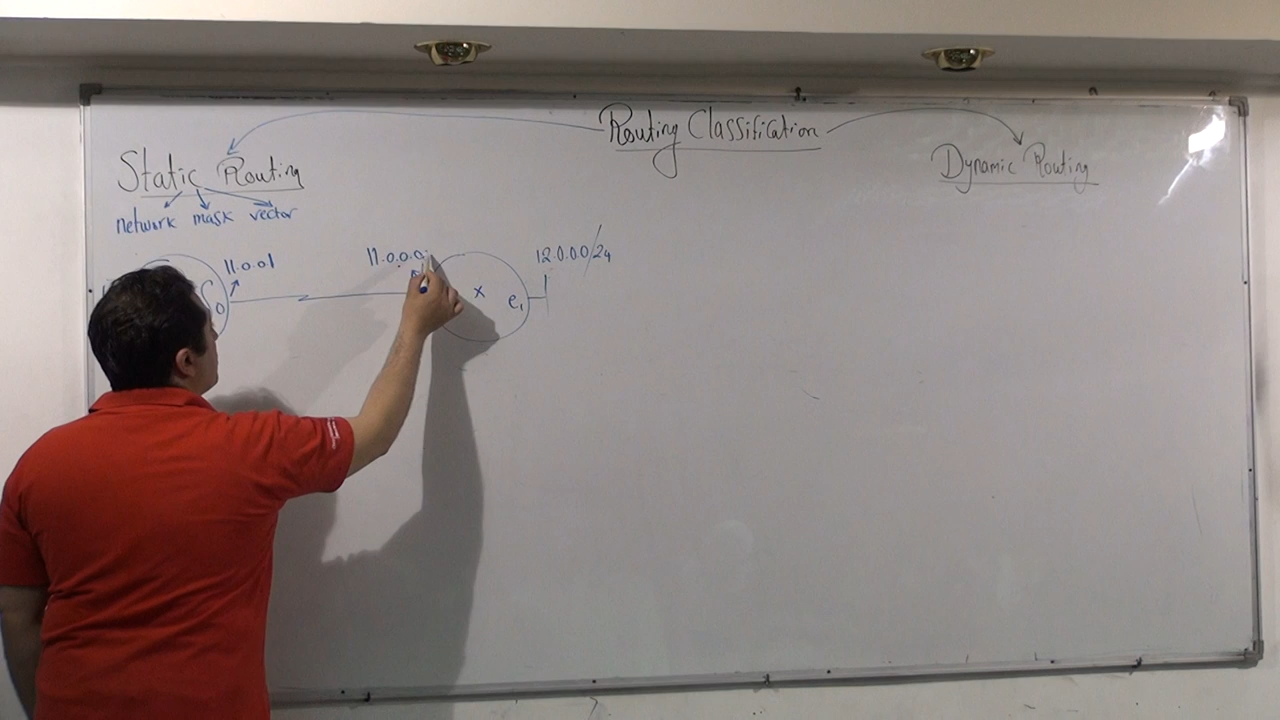 Routing Classification
Static Routing
Dynamic Routing
network mask vector
11.0.0.1
11.0.0.
12.0.0.0/24
0
x
e1